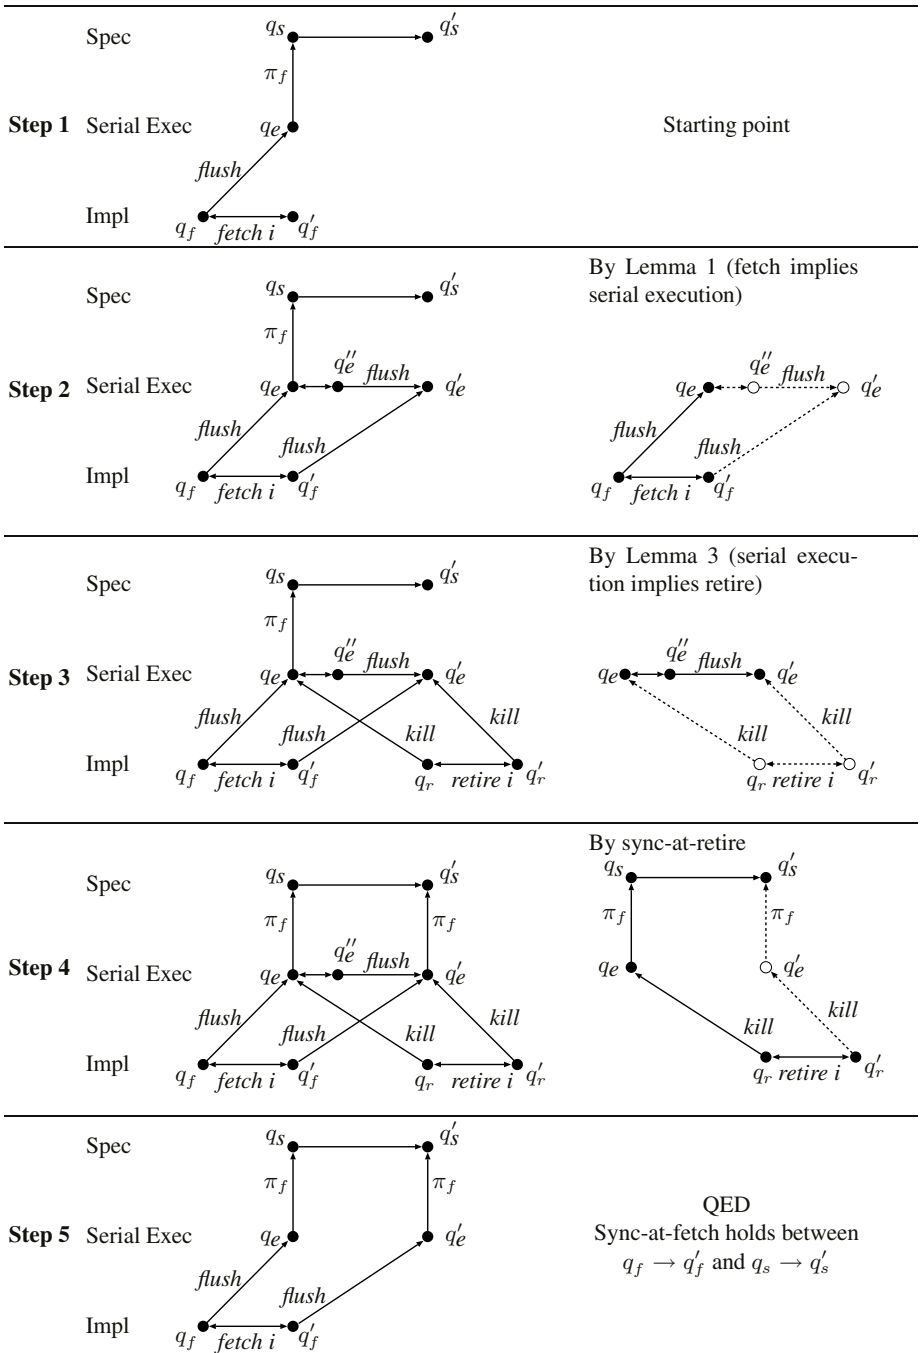 Spec
q_s
q′_s
π_f
Step 1
Serial Exec
q_e
Starting point
flush
Impl
q_f
fetch i
q′_f
By Lemma 1 (fetch implies
serial execution)
Spec
q_s
q′_s
π_f
Step 2
Serial Exec
q_e
q″_e
flush
q′_e
q_e
q″_e
flush
q′_e
flush
flush
flush
flush
Impl
q_f
fetch i
q′_f
q_f
fetch i
q′_f
By Lemma 3 (serial execu-
tion implies retire)
Spec
q_s
q′_s
π_f
Step 3
Serial Exec
q_e
q″_e
flush
q′_e
q_e
q″_e
flush
q′_e
flush
flush
kill
kill
kill
kill
Impl
q_f
fetch i
q′_f
q_r
retire i
q′_r
q_r
retire i
q′_r
By sync-at-retire
Spec
q_s
q′_s
q_s
q′_s
π_f
π_f
π_f
π_f
Step 4
Serial Exec
q_e
q″_e
flush
q′_e
q_e
q′_e
flush
flush
kill
kill
kill
kill
Impl
q_f
fetch i
q′_f
q_r
retire i
q′_r
q_r
retire i
q′_r
Spec
q_s
q′_s
π_f
π_f
Step 5
Serial Exec
q_e
q′_e
QED
Sync-at-fetch holds between
q_f → q′_f and q_s → q′_s
flush
flush
Impl
q_f
fetch i
q′_f